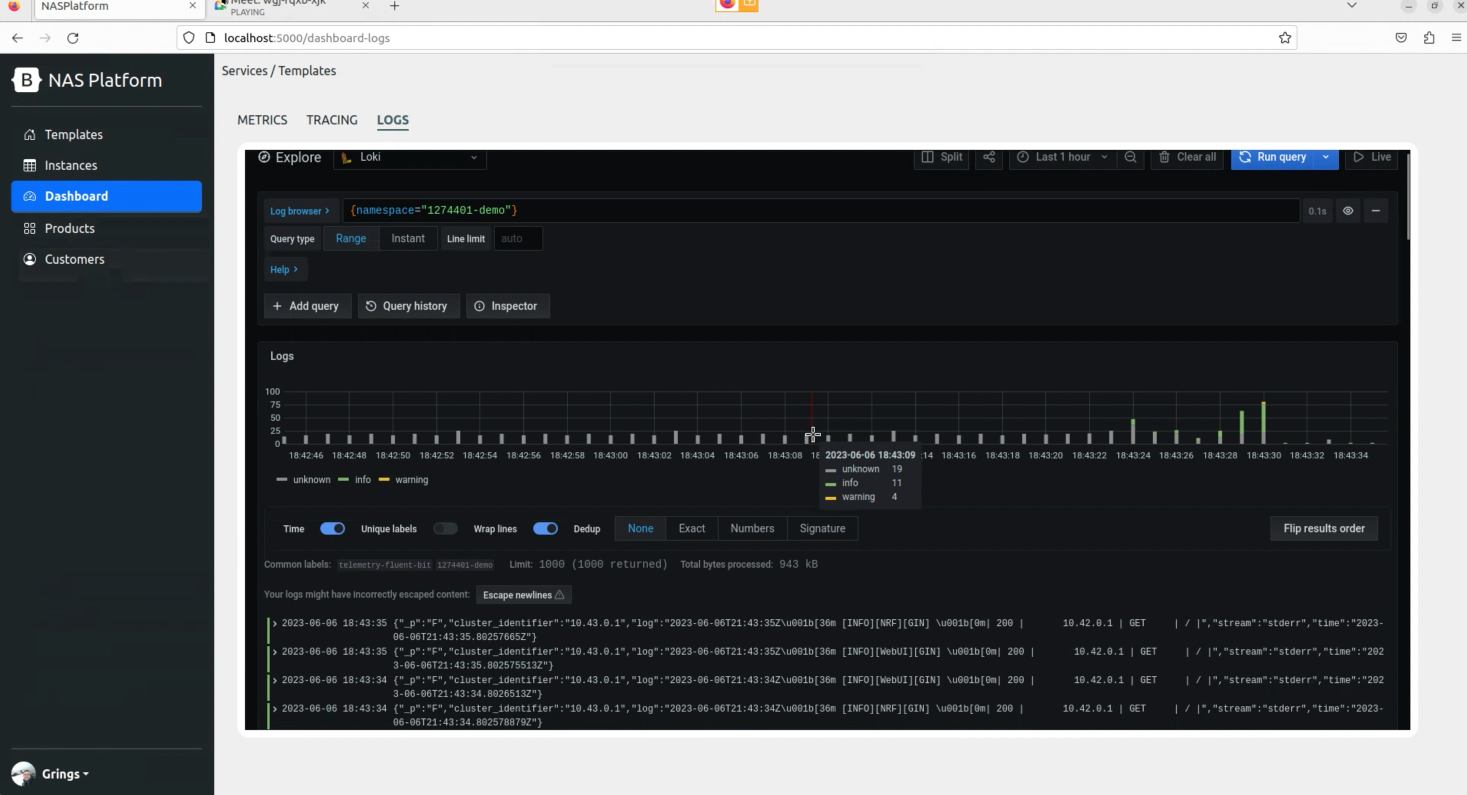 NASPlatform
PLAYING
localhost:5000/dashboard-logs
B NAS Platform
Templates
Instances
Dashboard
Products
Customers
Grings
Services / Templates
METRICS TRACING LOGS
Explore Loki Split Last 1 hour Clear all Run query Live
Log browser > {namespace="1274401-demo"} 0.1s
Query type Range Instant Line limit auto
Help >
+ Add query Query history Inspector
Logs
100
75
50
25
0
18:42:46 18:42:48 18:42:50 18:42:52 18:42:54 18:42:56 18:42:58 18:43:00 18:43:02 18:43:04 18:43:06 18:43:08 18 :14 18:43:16 18:43:18 18:43:20 18:43:22 18:43:24 18:43:26 18:43:28 18:43:30 18:43:32 18:43:34
2023-06-06 18:43:09
unknown 19
info 11
warning 4
unknown info warning
Time Unique labels Wrap lines Dedup None Exact Numbers Signature Flip results order
Common labels: telemetry-fluent-bit 1274401-demo Limit: 1000 (1000 returned) Total bytes processed: 943 kB
Your logs might have incorrectly escaped content: Escape newlines
> 2023-06-06 18:43:35 {"_p":"F","cluster_identifier":"10.43.0.1","log":"2023-06-06T21:43:35Z\u001b[36m [INFO][NRF][GIN] \u001b[0m| 200 | 10.42.0.1 | GET | / |","stream":"stderr","time":"2023-
06-06T21:43:35.80257665Z"}
> 2023-06-06 18:43:35 {"_p":"F","cluster_identifier":"10.43.0.1","log":"2023-06-06T21:43:35Z\u001b[36m [INFO][WebUI][GIN] \u001b[0m| 200 | 10.42.0.1 | GET | / |","stream":"stderr","time":"202
3-06-06T21:43:35.802575513Z"}
> 2023-06-06 18:43:34 {"_p":"F","cluster_identifier":"10.43.0.1","log":"2023-06-06T21:43:34Z\u001b[36m [INFO][WebUI][GIN] \u001b[0m| 200 | 10.42.0.1 | GET | / |","stream":"stderr","time":"202
3-06-06T21:43:34.8026513Z"}
> 2023-06-06 18:43:34 {"_p":"F","cluster_identifier":"10.43.0.1","log":"2023-06-06T21:43:34Z\u001b[36m [INFO][NRF][GIN] \u001b[0m| 200 | 10.42.0.1 | GET | / |","stream":"stderr","time":"2023-
06-06T21:43:34.802578879Z"}